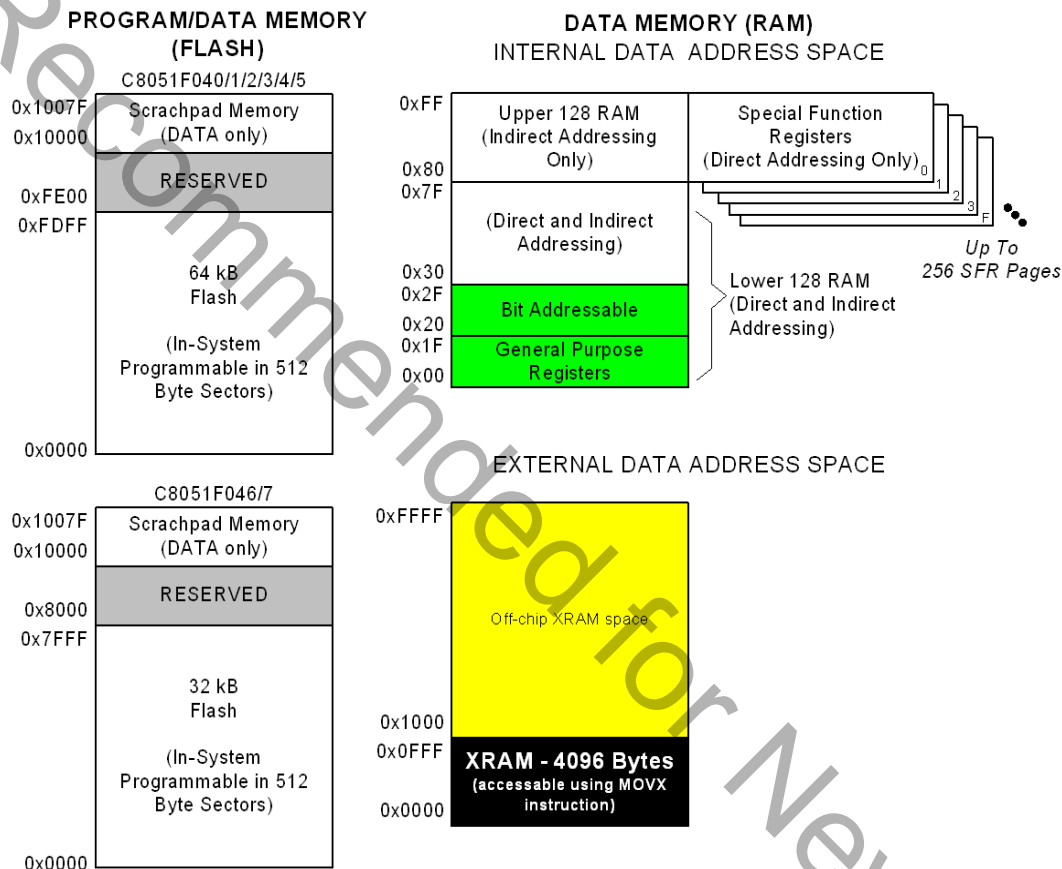 PROGRAM/DATA MEMORY
(FLASH)
C8051F040/1/2/3/4/5
0x1007F
Scrachpad Memory
0x10000
(DATA only)
RESERVED
0xFE00
0xFDFF
64 kB
Flash
(In-System
Programmable in 512
Byte Sectors)
0x0000
C8051F046/7
0x1007F
Scrachpad Memory
0x10000
(DATA only)
RESERVED
0x8000
0x7FFF
32 kB
Flash
(In-System
Programmable in 512
Byte Sectors)
0x0000
DATA MEMORY (RAM)
INTERNAL DATA ADDRESS SPACE
0xFF
Upper 128 RAM
(Indirect Addressing
Only)
0x80
Special Function
Registers
(Direct Addressing Only)
0
1
2
3
F
Up To
256 SFR Pages
0x7F
(Direct and Indirect
Addressing)
0x30
0x2F
Bit Addressable
0x20
0x1F
General Purpose
Registers
0x00
Lower 128 RAM
(Direct and Indirect
Addressing)
EXTERNAL DATA ADDRESS SPACE
0xFFFF
Off-chip XRAM space
0x1000
0x0FFF
XRAM - 4096 Bytes
(accessable using MOVX
instruction)
0x0000
Recommended for New